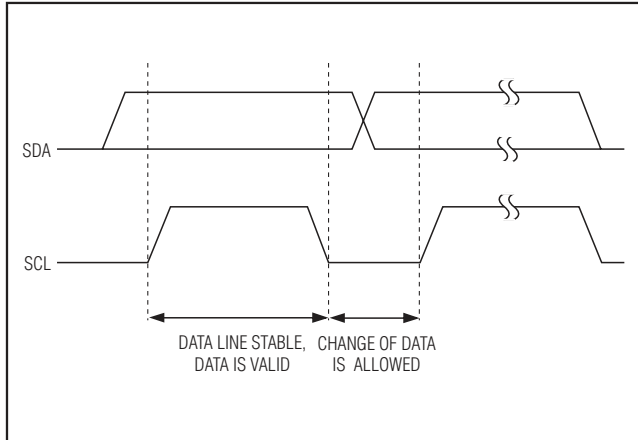 SDA
SCL
DATA LINE STABLE,
DATA IS VALID
CHANGE OF DATA
IS ALLOWED